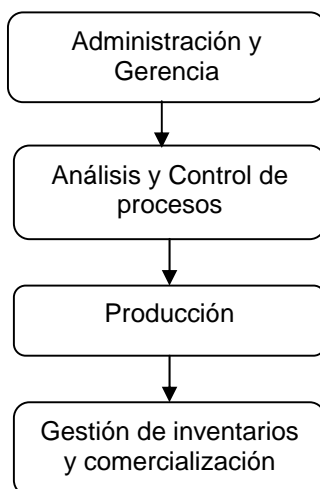 Administración y
Gerencia
Análisis y Control de
procesos
Producción
Gestión de inventarios
y comercialización